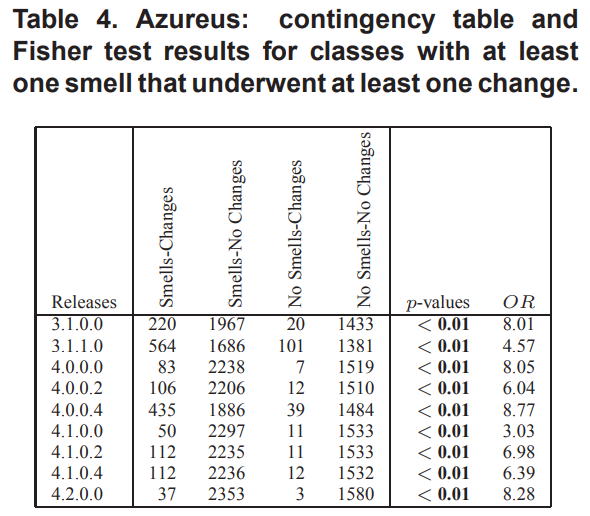 Table 4. Azureus: contingency table and
Fisher test results for classes with at least
one smell that underwent at least one change.
Releases Smells-Changes Smells-No Changes No Smells-Changes No Smells-No Changes p-values OR
3.1.0.0 220 1967 20 1433 < 0.01 8.01
3.1.1.0 564 1686 101 1381 < 0.01 4.57
4.0.0.0 83 2238 7 1519 < 0.01 8.05
4.0.0.2 106 2206 12 1510 < 0.01 6.04
4.0.0.4 435 1886 39 1484 < 0.01 8.77
4.1.0.0 50 2297 11 1533 < 0.01 3.03
4.1.0.2 112 2235 11 1533 < 0.01 6.98
4.1.0.4 112 2236 12 1532 < 0.01 6.39
4.2.0.0 37 2353 3 1580 < 0.01 8.28